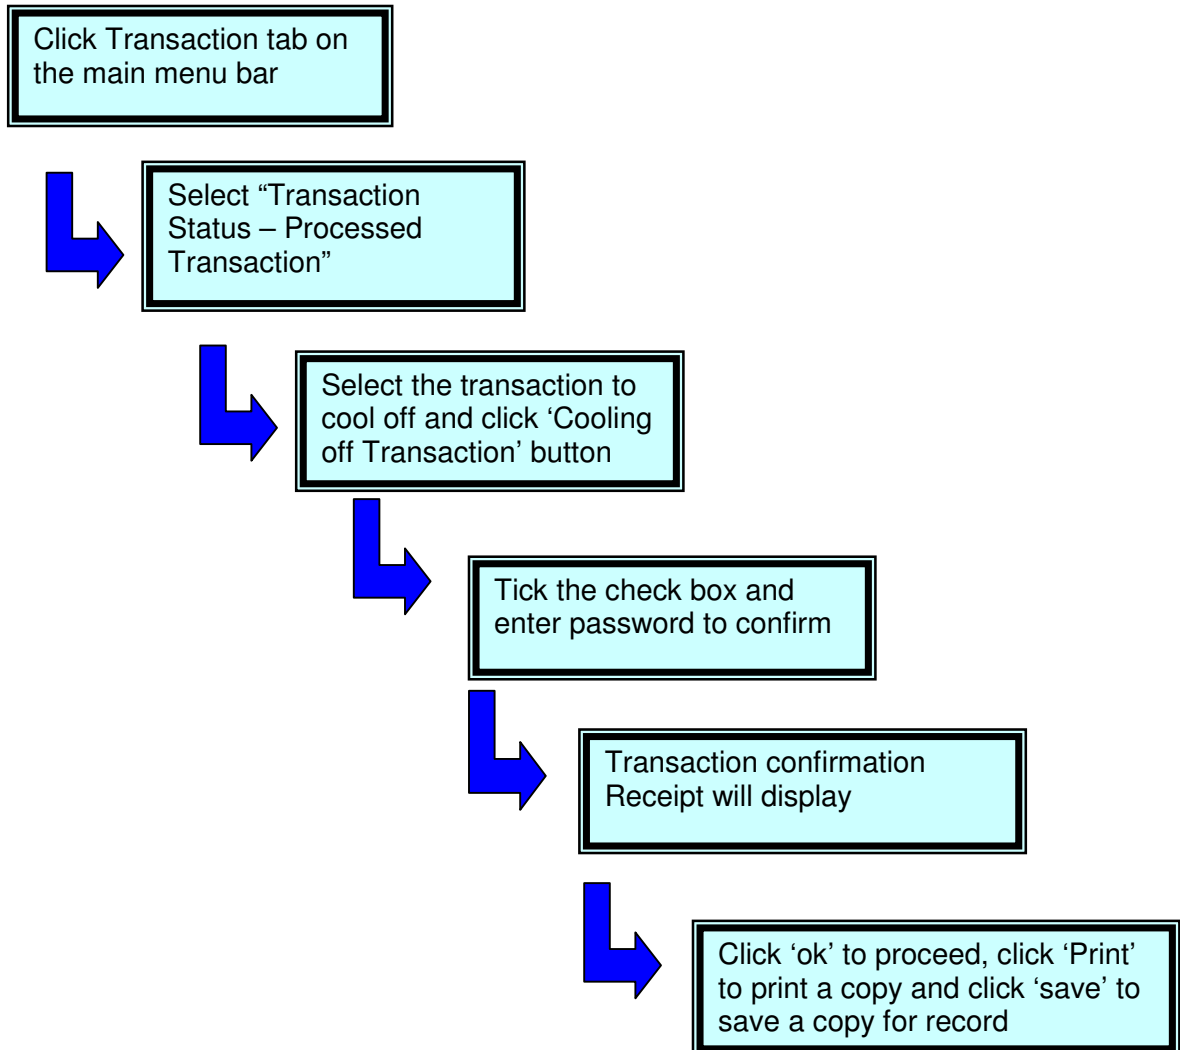 Click Transaction tab on
the main menu bar
Select “Transaction
Status – Processed
Transaction”
Select the transaction to
cool off and click ‘Cooling
off Transaction’ button
Tick the check box and
enter password to confirm
Transaction confirmation
Receipt will display
Click ‘ok’ to proceed, click ‘Print’
to print a copy and click ‘save’ to
save a copy for record